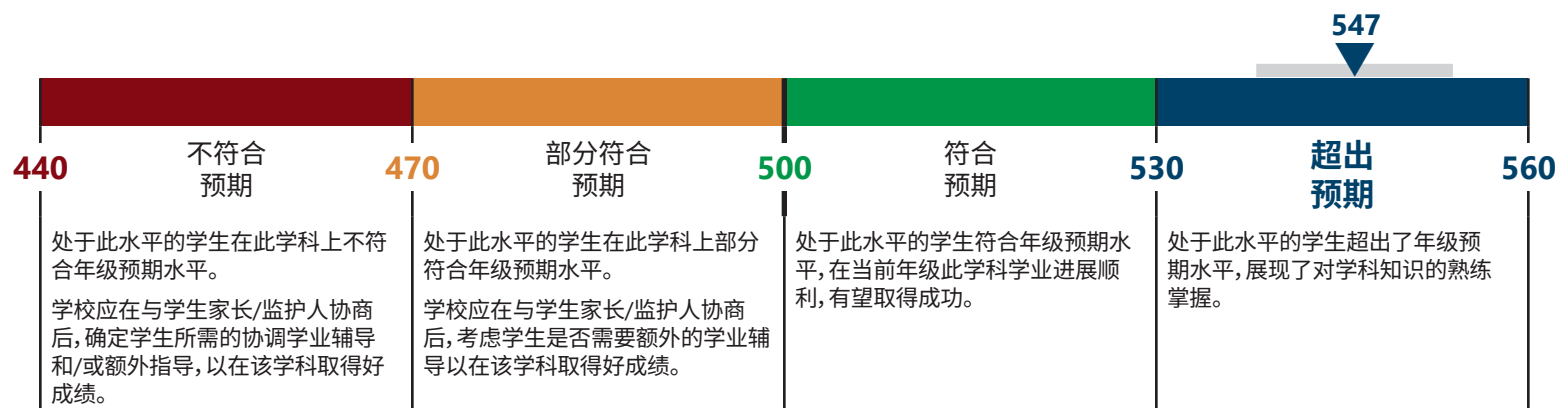 547
440
不符合
预期
470
部分符合
预期
500
符合
预期
530
超出
预期
560
处于此水平的学生在此学科上不符
合年级预期水平。
学校应在与学生家长/监护人协商
后，确定学生所需的协调学业辅导
和/或额外指导，以在该学科取得好
成绩。
处于此水平的学生在此学科上部分
符合年级预期水平。
学校应在与学生家长/监护人协商
后，考虑学生是否需要额外的学业辅
导以在该学科取得好成绩。
处于此水平的学生符合年级预期水
平，在当前年级此学科学业进展顺
利，有望取得成功。
处于此水平的学生超出了年级预
期水平，展现了对学科知识的熟练
掌握。